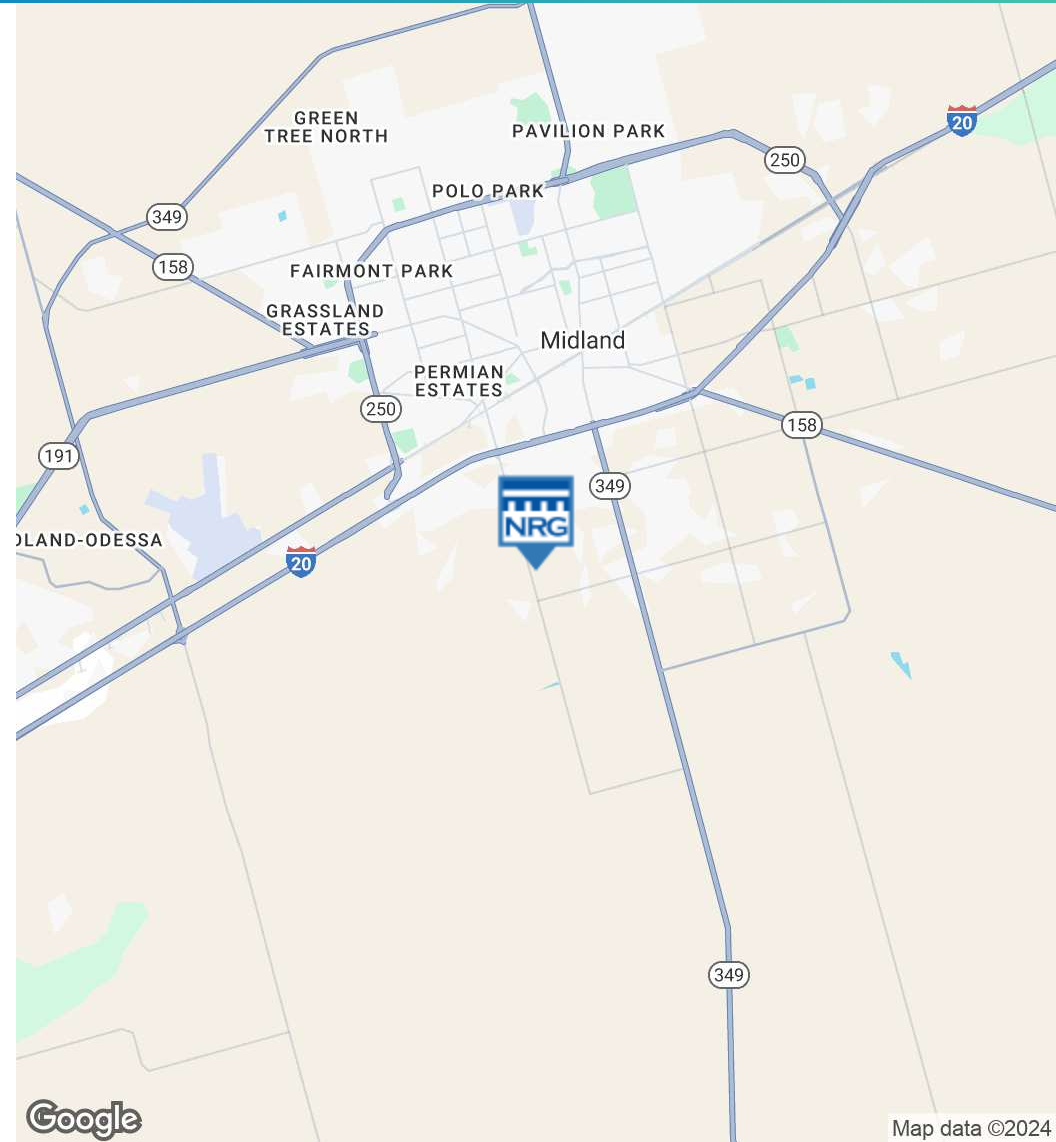 20
GREEN
TREE NORTH
PAVILION PARK
250
POLO PARK
349
158
FAIRMONT PARK
GRASSLAND
ESTATES
Midland
PERMIAN
ESTATES
250
158
191
349
NRG
DLAND-ODESSA
20
349
Google
Map data ©2024